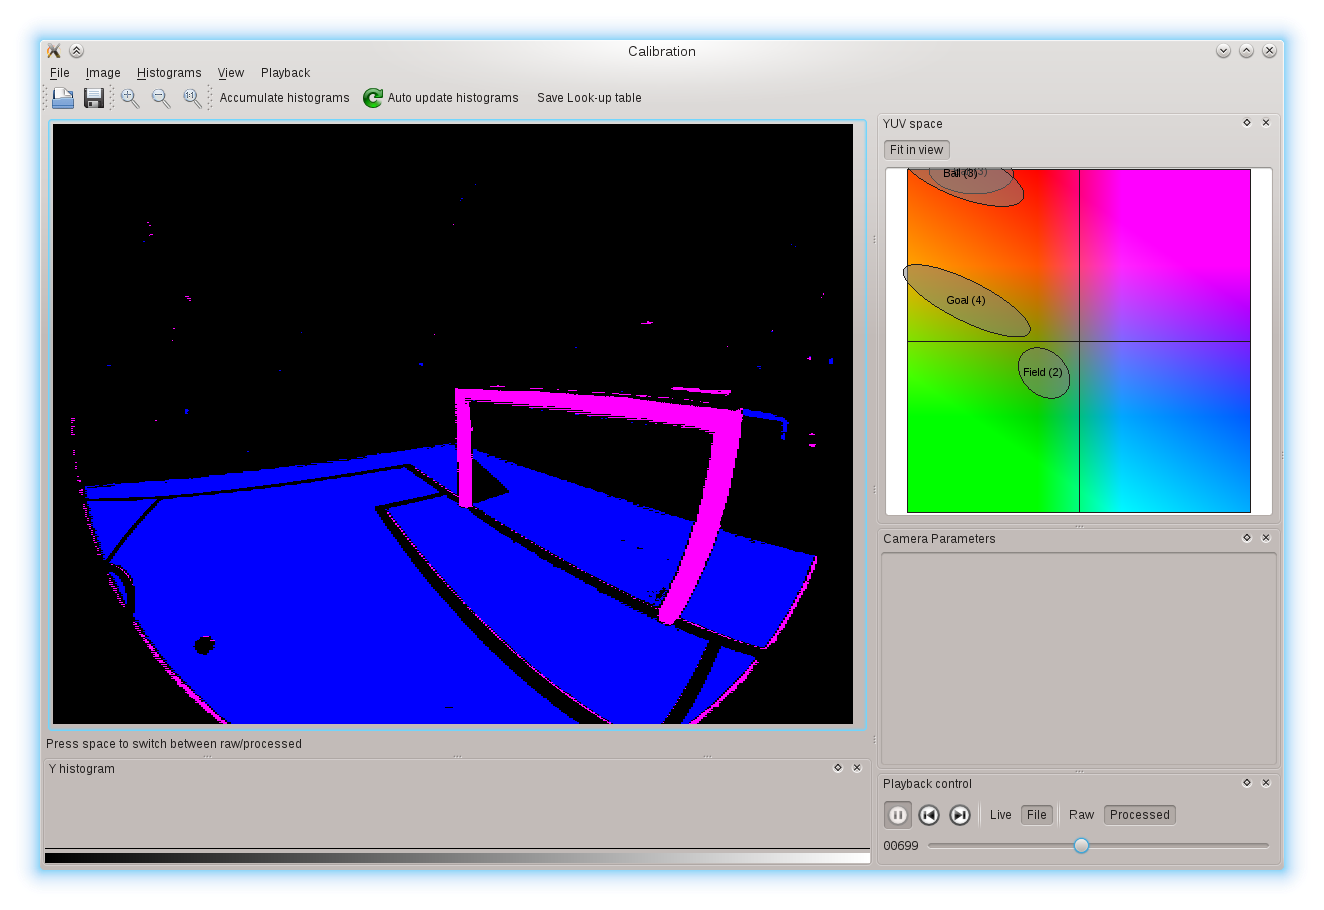 Calibration
File Image Histograms View Playback
1:1 Accumulate histograms Auto update histograms Save Look-up table
YUV space
Fit in view
Ball (3)
Goal (4)
Field (2)
Press space to switch between raw/processed
Y histogram
Camera Parameters
Playback control
Live File Raw Processed
00699